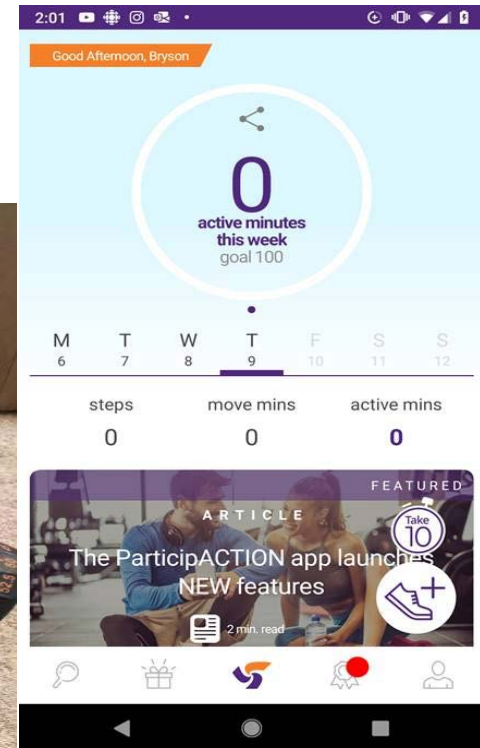 2:01
Good Afternoon, Bryson
0
active minutes
this week
goal 100
M T W T F S S
6 7 8 9 10 11 12
steps move mins active mins
0 0 0
FEATURED
ARTICLE
Take
10
The ParticipACTION app launches
NEW features
2 min. read
52.5